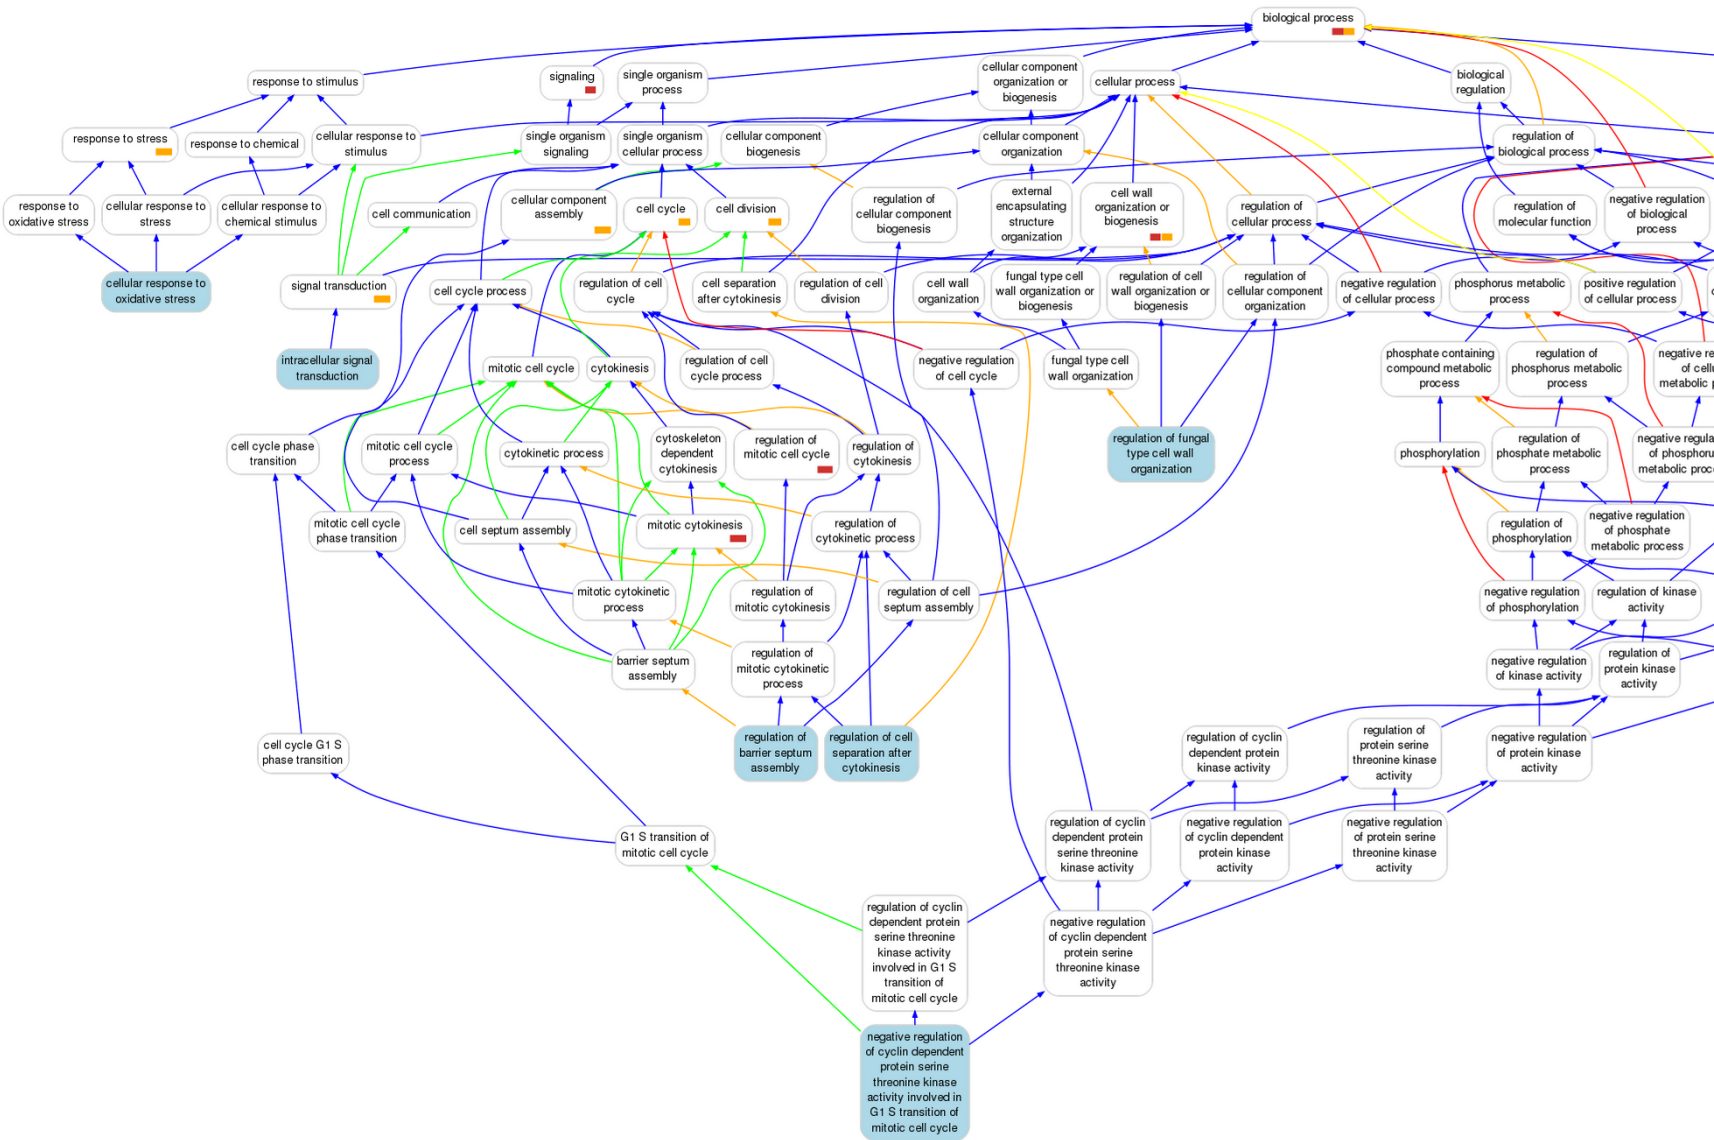 biological process
response to stimulus
signaling
single organism
process
cellular component
organization or
biogenesis
cellular process
biological
regulation
response to stress
response to chemical
cellular response to
stimulus
single organism
signaling
single organism
cellular process
cellular component
biogenesis
cellular component
organization
regulation of
biological process
response to
oxidative stress
cellular response to
stress
cellular response to
chemical stimulus
cell communication
cellular component
assembly
cell cycle
cell division
regulation of
cellular component
biogenesis
external
encapsulating
structure
organization
cell wall
organization or
biogenesis
regulation of
cellular process
regulation of
molecular function
negative regulation
of biological
process
cellular response to
oxidative stress
signal transduction
cell cycle process
regulation of cell
cycle
cell separation
after cytokinesis
regulation of cell
division
cell wall
organization
fungal type cell
wall organization or
biogenesis
regulation of cell
wall organization or
biogenesis
regulation of
cellular component
organization
negative regulation
of cellular process
phosphorus metabolic
process
positive regulation
of cellular process
intracellular signal
transduction
mitotic cell cycle
cytokinesis
regulation of cell
cycle process
negative regulation
of cell cycle
fungal type cell
wall organization
phosphate containing
compound metabolic
process
regulation of
phosphorus metabolic
process
negative re
of cellu
metabolic p
cell cycle phase
transition
mitotic cell cycle
process
cytokinetic process
cytoskeleton
dependent
cytokinesis
regulation of
mitotic cell cycle
regulation of
cytokinesis
regulation of fungal
type cell wall
organization
phosphorylation
regulation of
phosphate metabolic
process
negative regula
of phosphoru
metabolic proce
mitotic cell cycle
phase transition
cell septum assembly
mitotic cytokinesis
regulation of
cytokinetic process
regulation of
phosphorylation
negative regulation
of phosphate
metabolic process
mitotic cytokinetic
process
regulation of
mitotic cytokinesis
regulation of cell
septum assembly
negative regulation
of phosphorylation
regulation of kinase
activity
barrier septum
assembly
regulation of
mitotic cytokinetic
process
negative regulation
of kinase activity
regulation of
protein kinase
activity
cell cycle G1 S
phase transition
regulation of
barrier septum
assembly
regulation of cell
separation after
cytokinesis
regulation of cyclin
dependent protein
kinase activity
regulation of
protein serine
threonine kinase
activity
negative regulation
of protein kinase
activity
G1 S transition of
mitotic cell cycle
regulation of cyclin
dependent protein
serine threonine
kinase activity
negative regulation
of cyclin dependent
protein kinase
activity
negative regulation
of protein serine
threonine kinase
activity
regulation of cyclin
dependent protein
serine threonine
kinase activity
involved in G1 S
transition of
mitotic cell cycle
negative regulation
of cyclin dependent
protein serine
threonine kinase
activity
negative regulation
of cyclin dependent
protein serine
threonine kinase
activity involved in
G1 S transition of
mitotic cell cycle